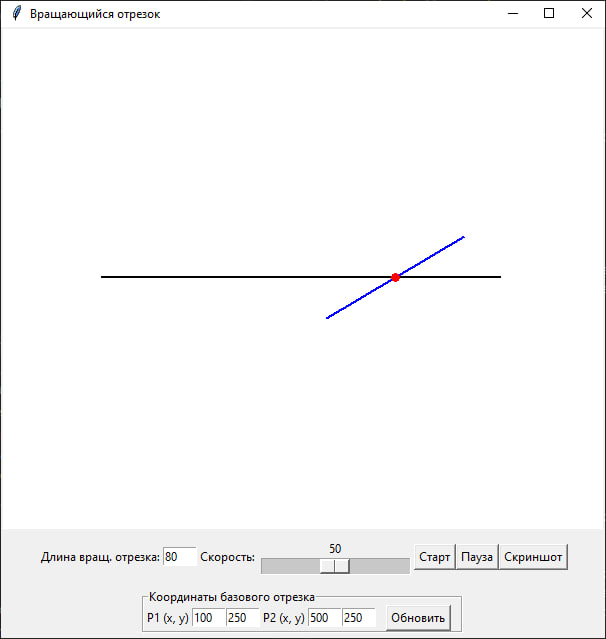 Вращающийся отрезок
50
Длина вращ. отрезка: 80 Скорость: Старт Пауза Скриншот
Координаты базового отрезка
P1 (x, y) 100 250 P2 (x, y) 500 250 Обновить